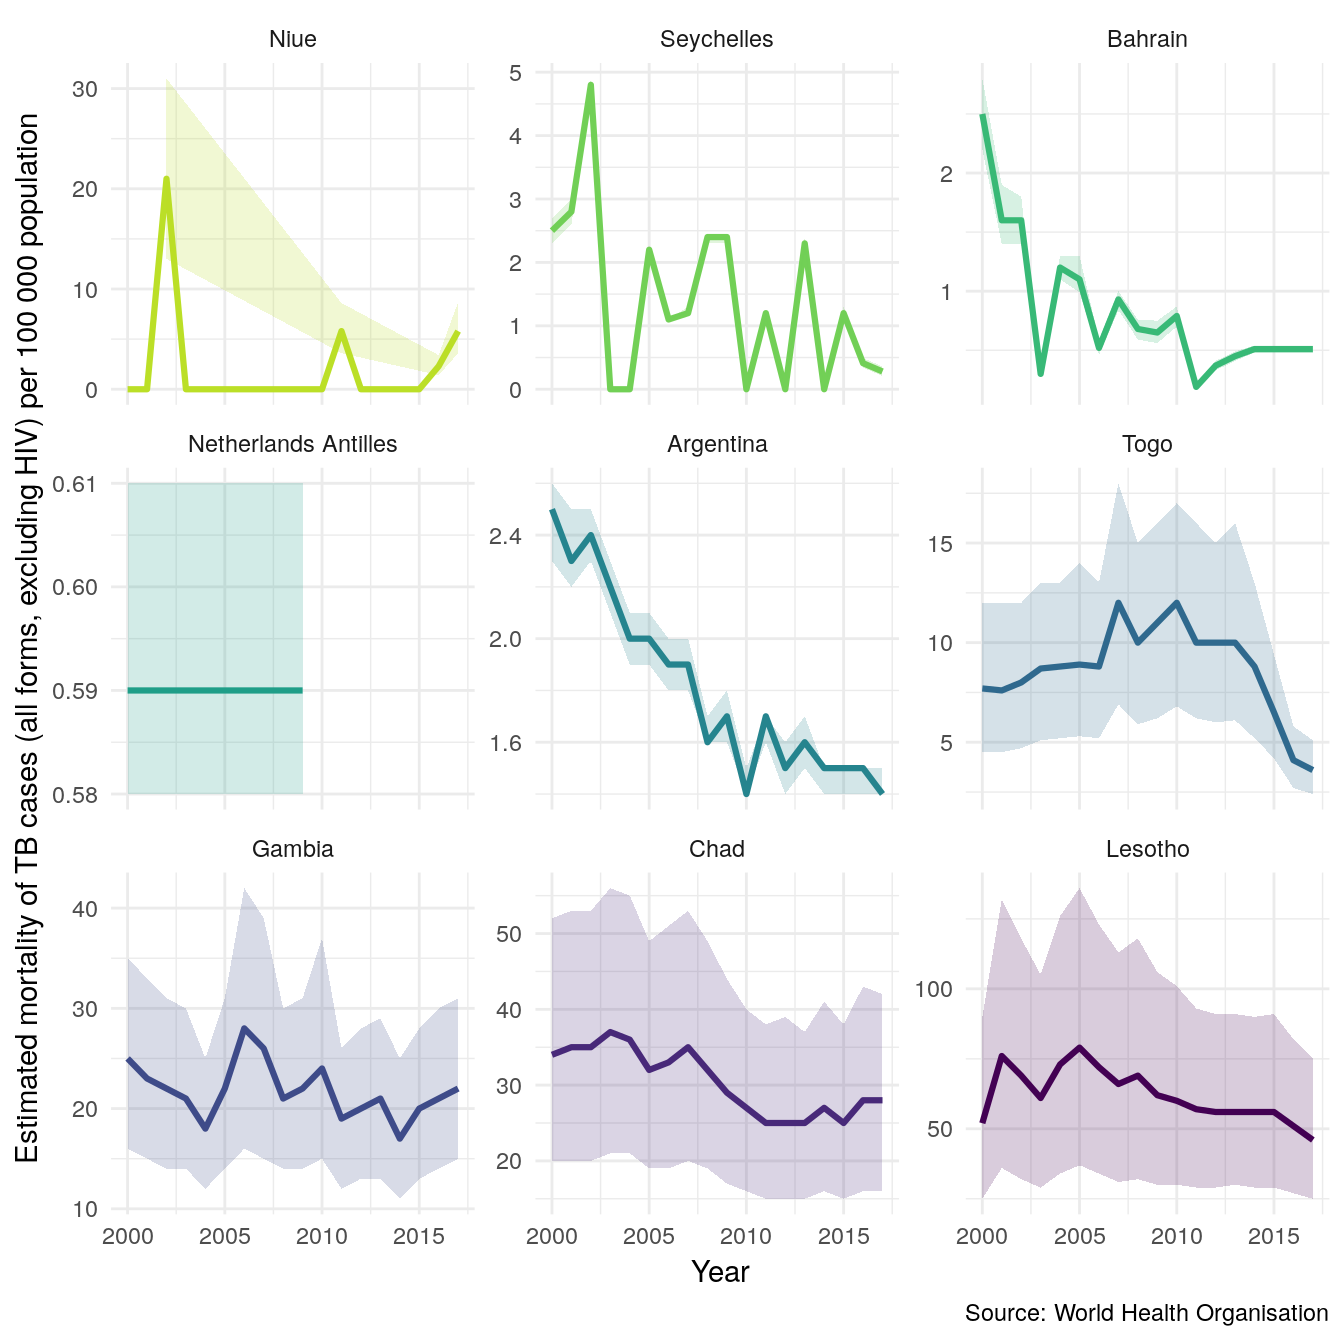 Niue
Seychelles
Bahrain
30
20
10
0
5
4
3
2
1
0
2
1
Netherlands Antilles
Argentina
Togo
0.61
0.60
0.59
0.58
2.4
2.0
1.6
15
10
5
Gambia
Chad
Lesotho
40
30
20
10
50
40
30
20
100
50
2000 2005 2010 2015
2000 2005 2010 2015
2000 2005 2010 2015
Estimated mortality of TB cases (all forms, excluding HIV) per 100 000 population
Year
Source: World Health Organisation